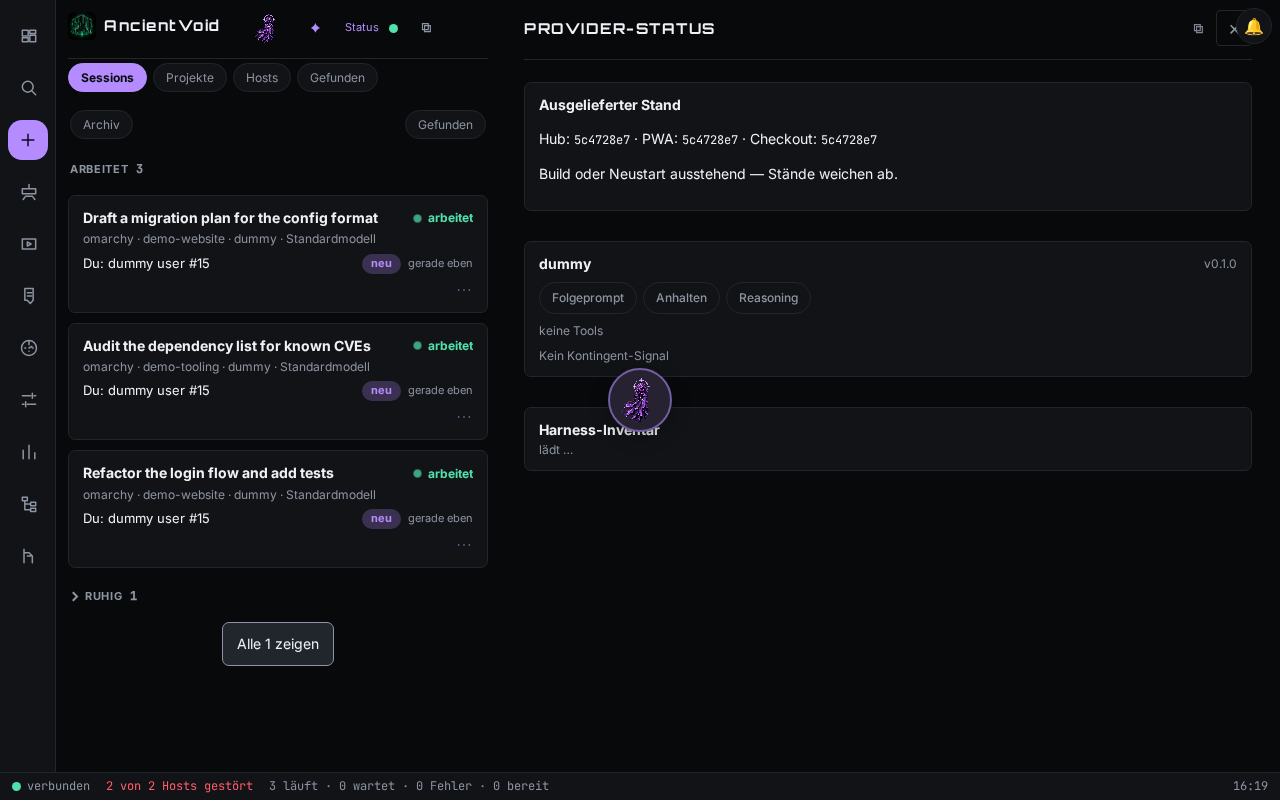 AncientVoid
Status
Sessions
Projekte
Hosts
Gefunden
Archiv
Gefunden
ARBEITET 3
Draft a migration plan for the config format
arbeitet
omarchy · demo-website · dummy · Standardmodell
Du: dummy user #15
neu
gerade eben
...
Audit the dependency list for known CVEs
arbeitet
omarchy · demo-tooling · dummy · Standardmodell
Du: dummy user #15
neu
gerade eben
...
Refactor the login flow and add tests
arbeitet
omarchy · demo-website · dummy · Standardmodell
Du: dummy user #15
neu
gerade eben
...
RUHIG 1
Alle 1 zeigen
PROVIDER-STATUS
Ausgelieferter Stand
Hub: 5c4728e7 · PWA: 5c4728e7 · Checkout: 5c4728e7
Build oder Neustart ausstehend — Stände weichen ab.
dummy
v0.1.0
Folgeprompt
Anhalten
Reasoning
keine Tools
Kein Kontingent-Signal
Harness-Inventar
lädt …
verbunden
2 von 2 Hosts gestört
3 läuft · 0 wartet · 0 Fehler · 0 bereit
16:19